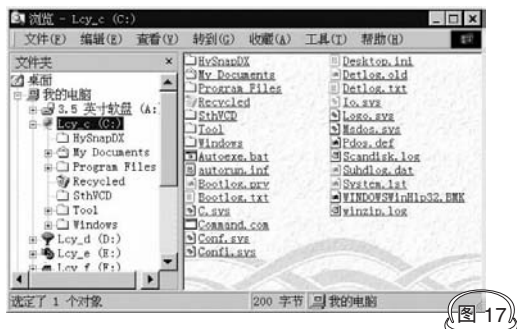 浏览 - Lcy_c (C:)
文件(F) 编辑(E) 查看(V) 转到(G) 收藏(A) 工具(T) 帮助(H)
文件夹 ×
桌面
我的电脑
3.5 英寸软盘 (A:
Lcy_c (C:)
HySnapDX
My Documents
Program Files
Recycled
SthVCD
Tool
Windows
Lcy_d (D:)
Lcy_e (E:)
Lcy_f (F:)
HySnapDX
My Documents
Program Files
Recycled
SthVCD
Tool
Windows
Autoexe.bat
autorun.inf
Bootlog.prv
Bootlog.txt
C.sys
Command.com
Conf.sys
Confi.sys
Desktop.ini
Detlog.old
Detlog.txt
Io.sys
Logo.sys
Msdos.sys
Pdos.def
Scandisk.log
Suhdlog.dat
System.1st
WINDOWSWinHlp32.BMK
winzip.log
选定了 1 个对象 200 字节 我的电脑
图 17